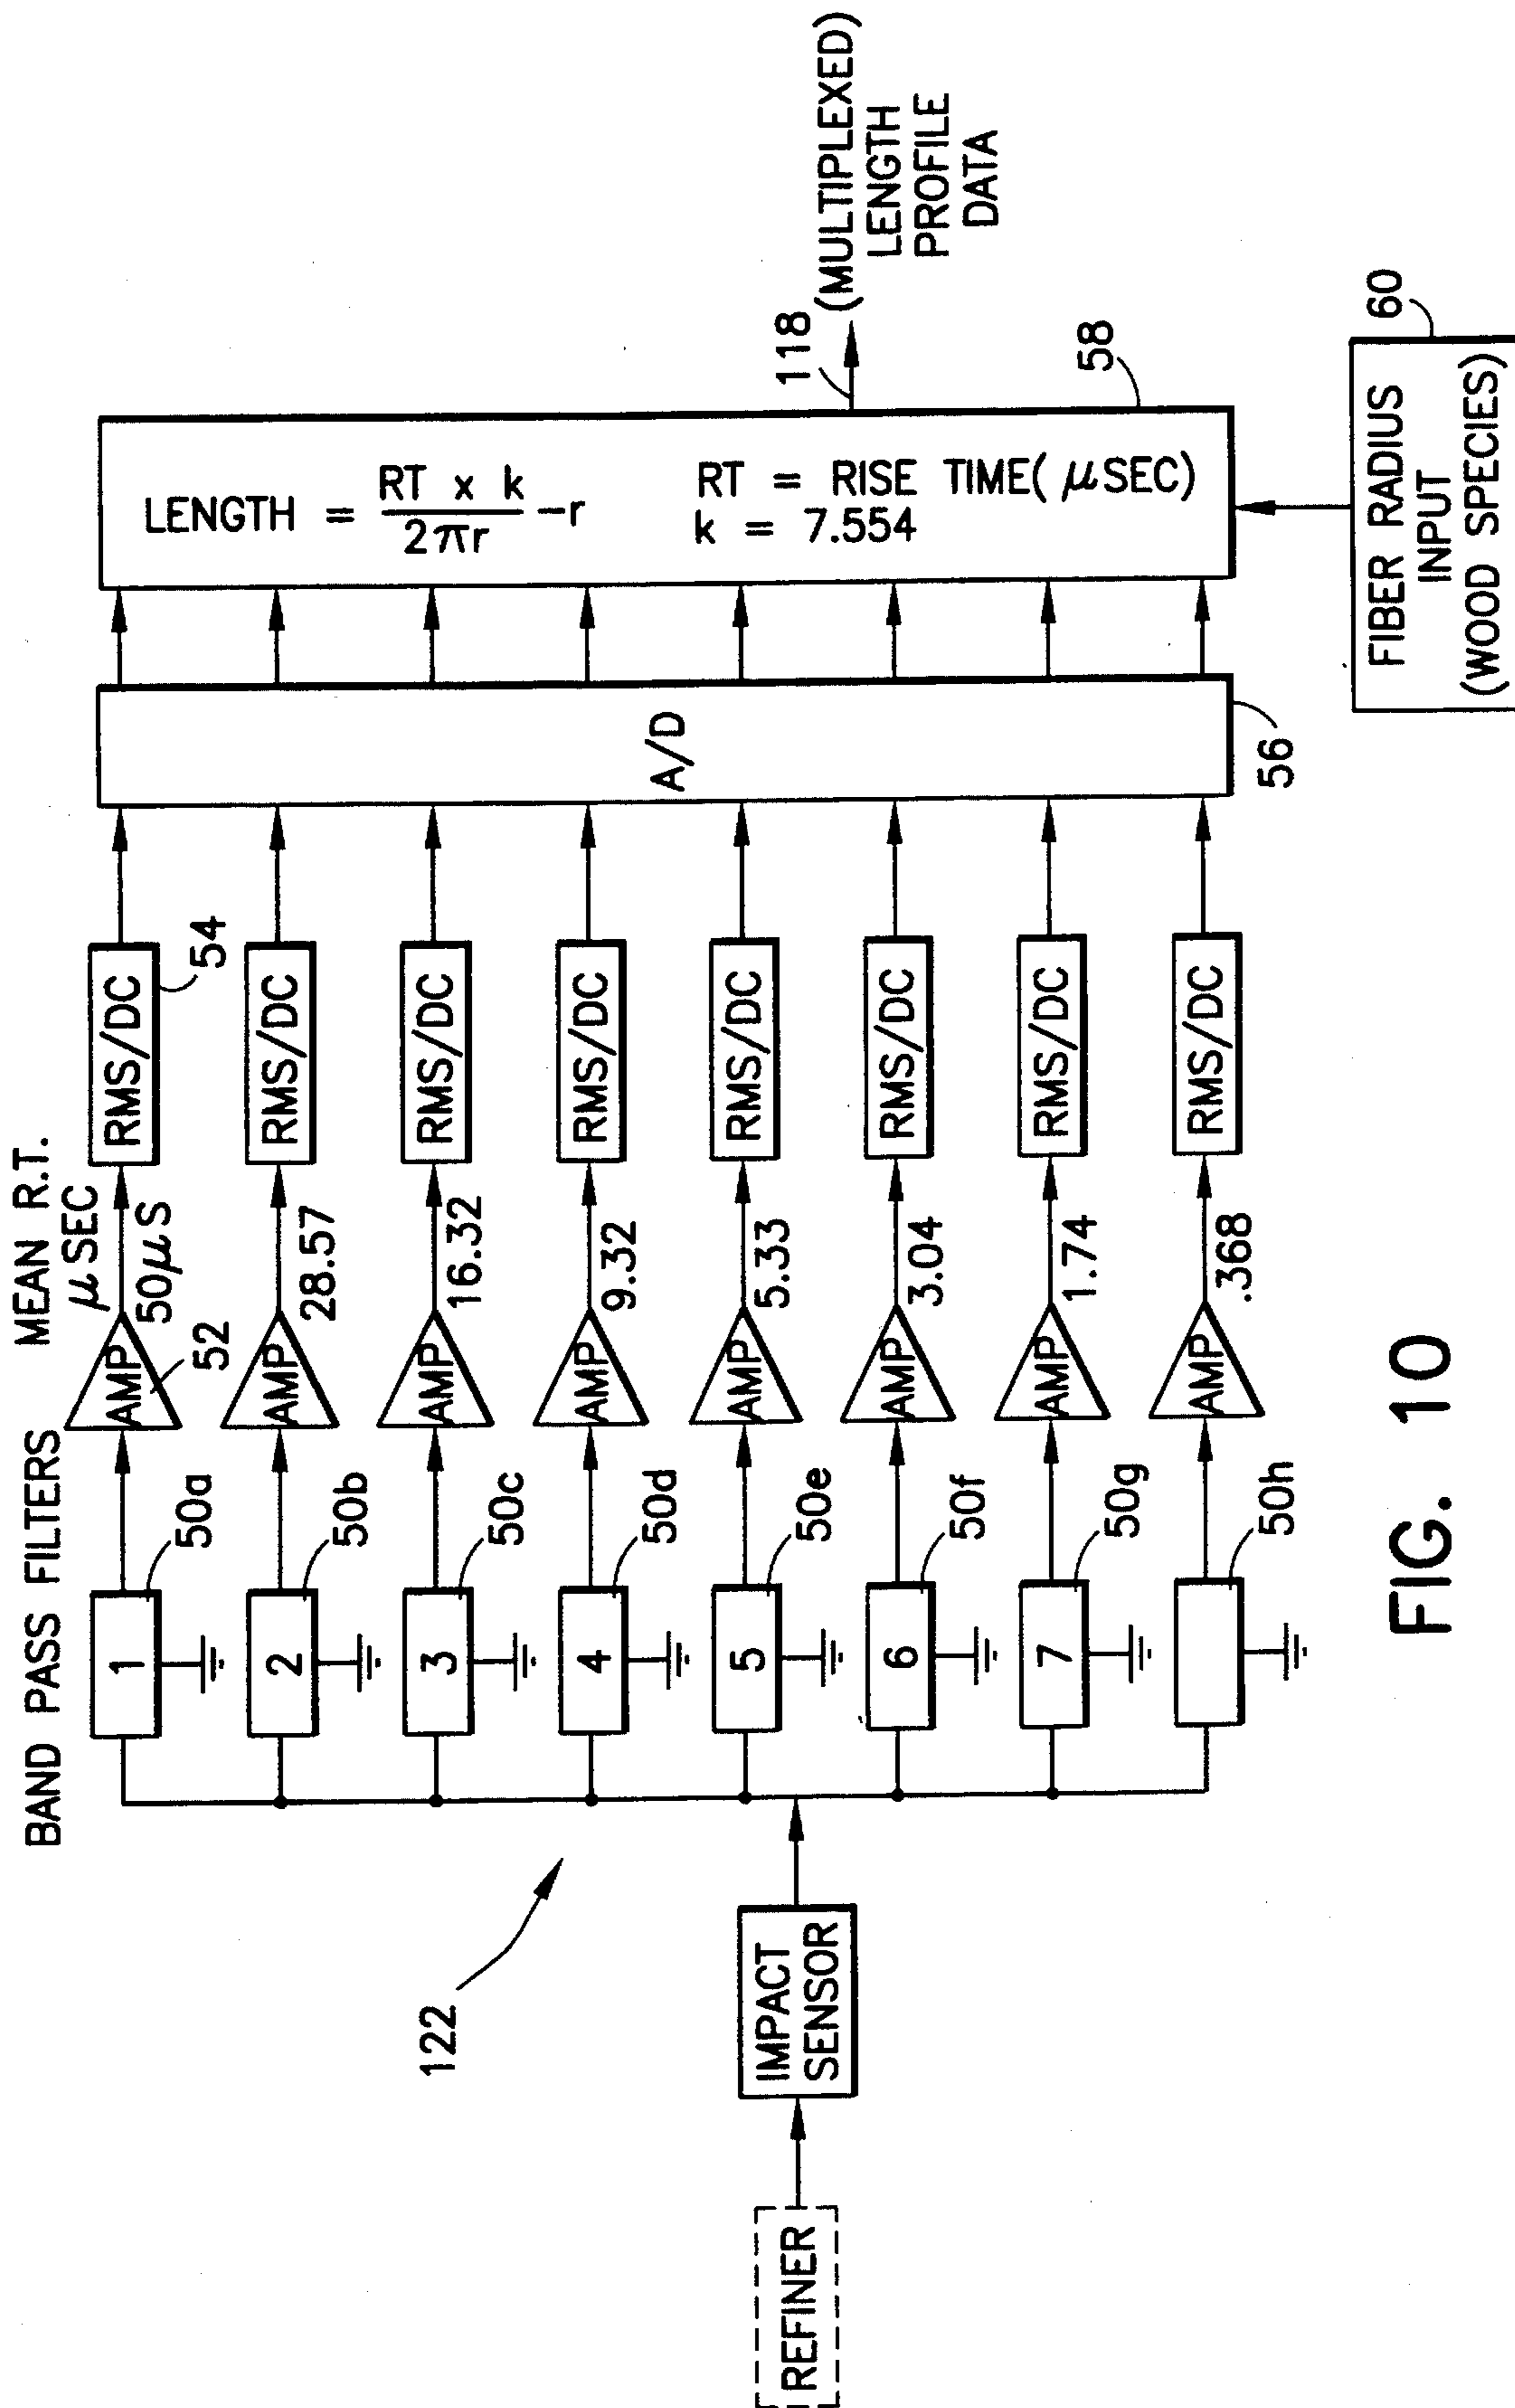 BAND PASS FILTERS
MEAN R.T.
μSEC
1
50a
AMP
52
50μS
RMS/DC
54
2
50b
AMP
28.57
RMS/DC
3
50c
AMP
16.32
RMS/DC
4
50d
AMP
9.32
RMS/DC
5
50e
AMP
5.33
RMS/DC
6
50f
AMP
3.04
RMS/DC
7
50g
AMP
1.74
RMS/DC
50h
AMP
.368
RMS/DC
REFINER
IMPACT
SENSOR
122
A/D
56
LENGTH = RT x k / 2πr -r
RT = RISE TIME( μSEC)
k = 7.554
58
118
(MULTIPLEXED)
LENGTH
PROFILE
DATA
FIBER RADIUS
INPUT
(WOOD SPECIES)
60
FIG. 10